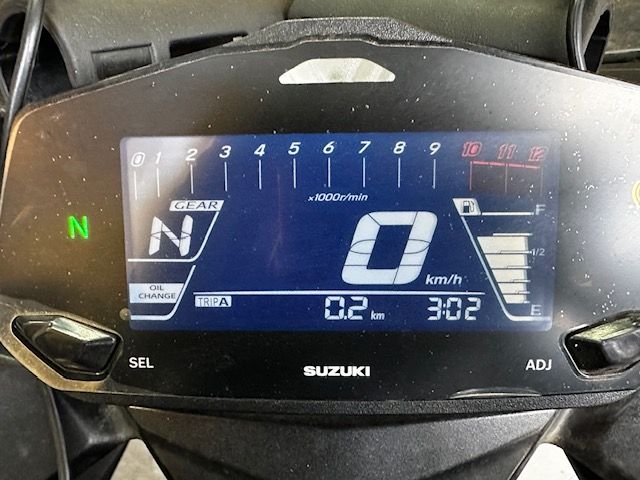 0 1 2 3 4 5 6 7 8 9 10 11 12
×1000r/min
GEAR
N
N
0 km/h
F
1/2
E
OIL
CHANGE
TRIP A 0.2 km 3:02
SEL
SUZUKI
ADJ